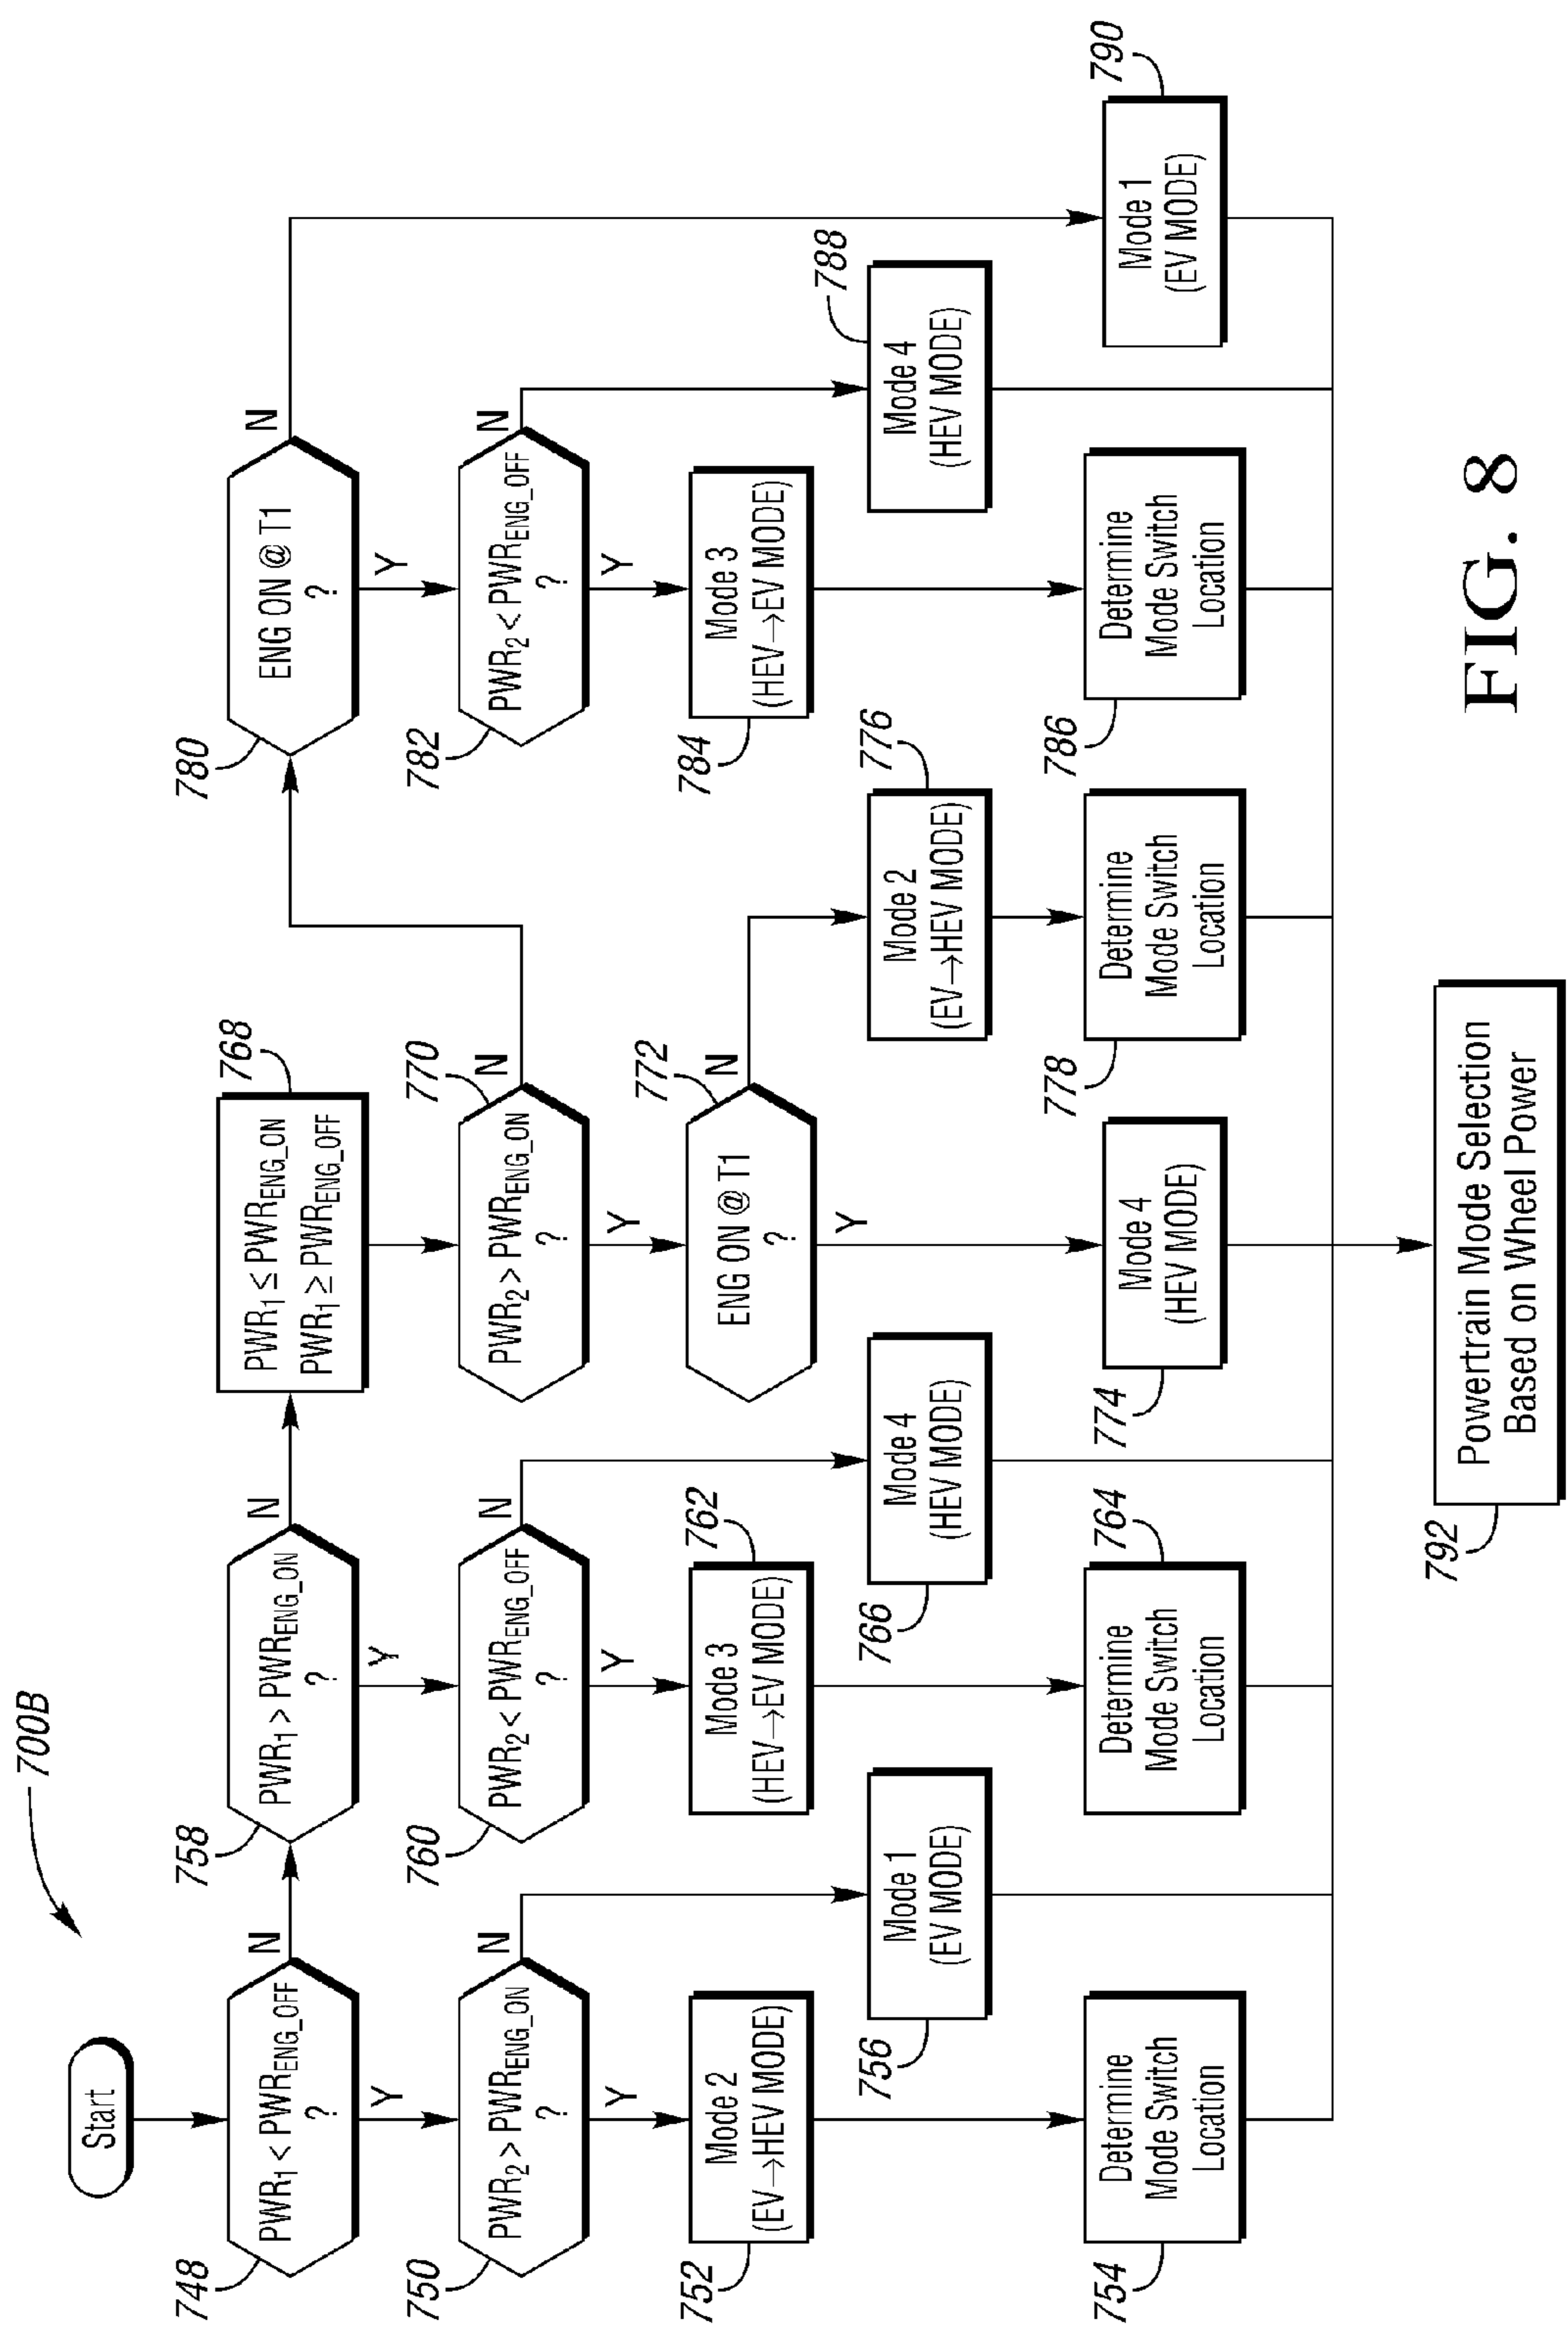 700B
Start
748
PWR1 < PWRENG_OFF
?
N
Y
750
PWR2 > PWRENG_ON
?
N
Y
752
Mode 2
(EV→HEV MODE)
754
Determine
Mode Switch
Location
756
Mode 1
(EV MODE)
758
PWR1 > PWRENG_ON
?
N
Y
760
PWR2 < PWRENG_OFF
?
N
Y
762
Mode 3
(HEV→EV MODE)
764
Determine
Mode Switch
Location
766
Mode 4
(HEV MODE)
768
PWR1 ≤ PWRENG_ON
PWR1 ≥ PWRENG_OFF
770
PWR2 > PWRENG_ON
?
N
Y
772
ENG ON @ T1
?
N
Y
774
Mode 4
(HEV MODE)
776
Mode 2
(EV→HEV MODE)
778
Determine
Mode Switch
Location
780
ENG ON @ T1
?
N
Y
782
PWR2 < PWRENG_OFF
?
N
Y
784
Mode 3
(HEV→EV MODE)
786
Determine
Mode Switch
Location
788
Mode 4
(HEV MODE)
790
Mode 1
(EV MODE)
792
Powertrain Mode Selection
Based on Wheel Power
FIG. 8